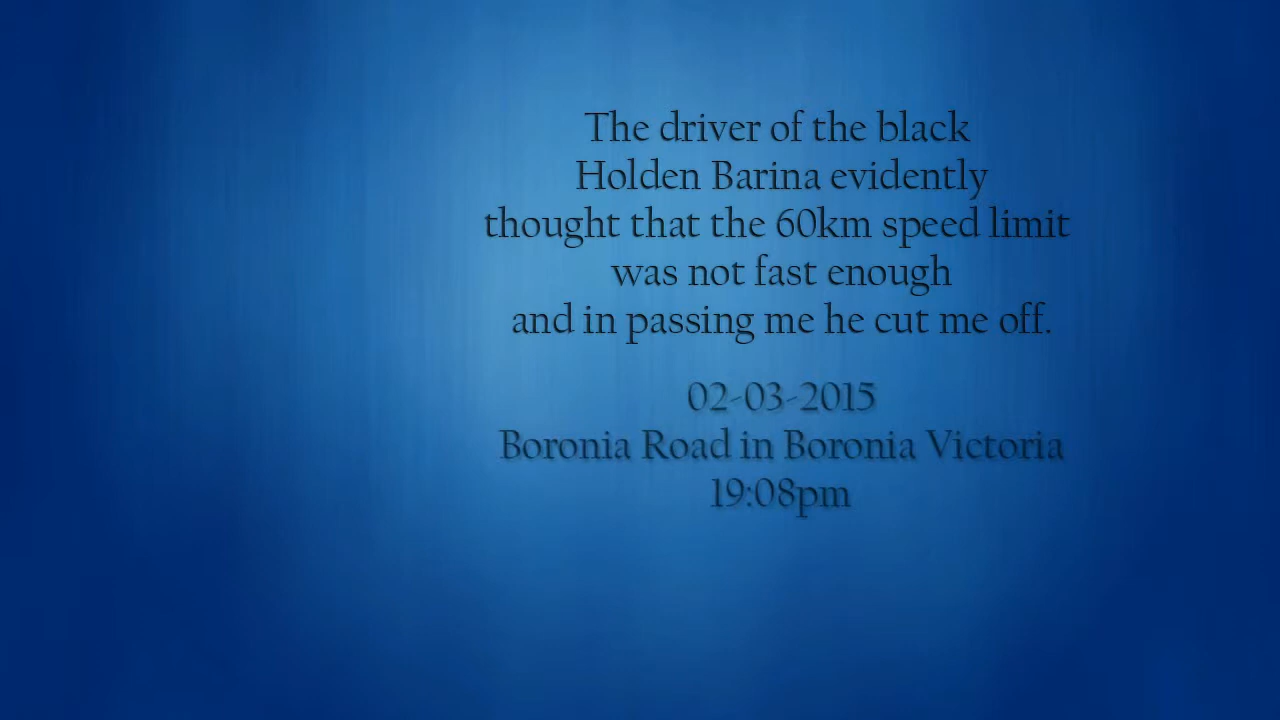 The driver of the black
Holden Barina evidently
thought that the 60km speed limit
was not fast enough
and in passing me he cut me off.
02-03-2015
Boronia Road in Boronia Victoria
19:08pm